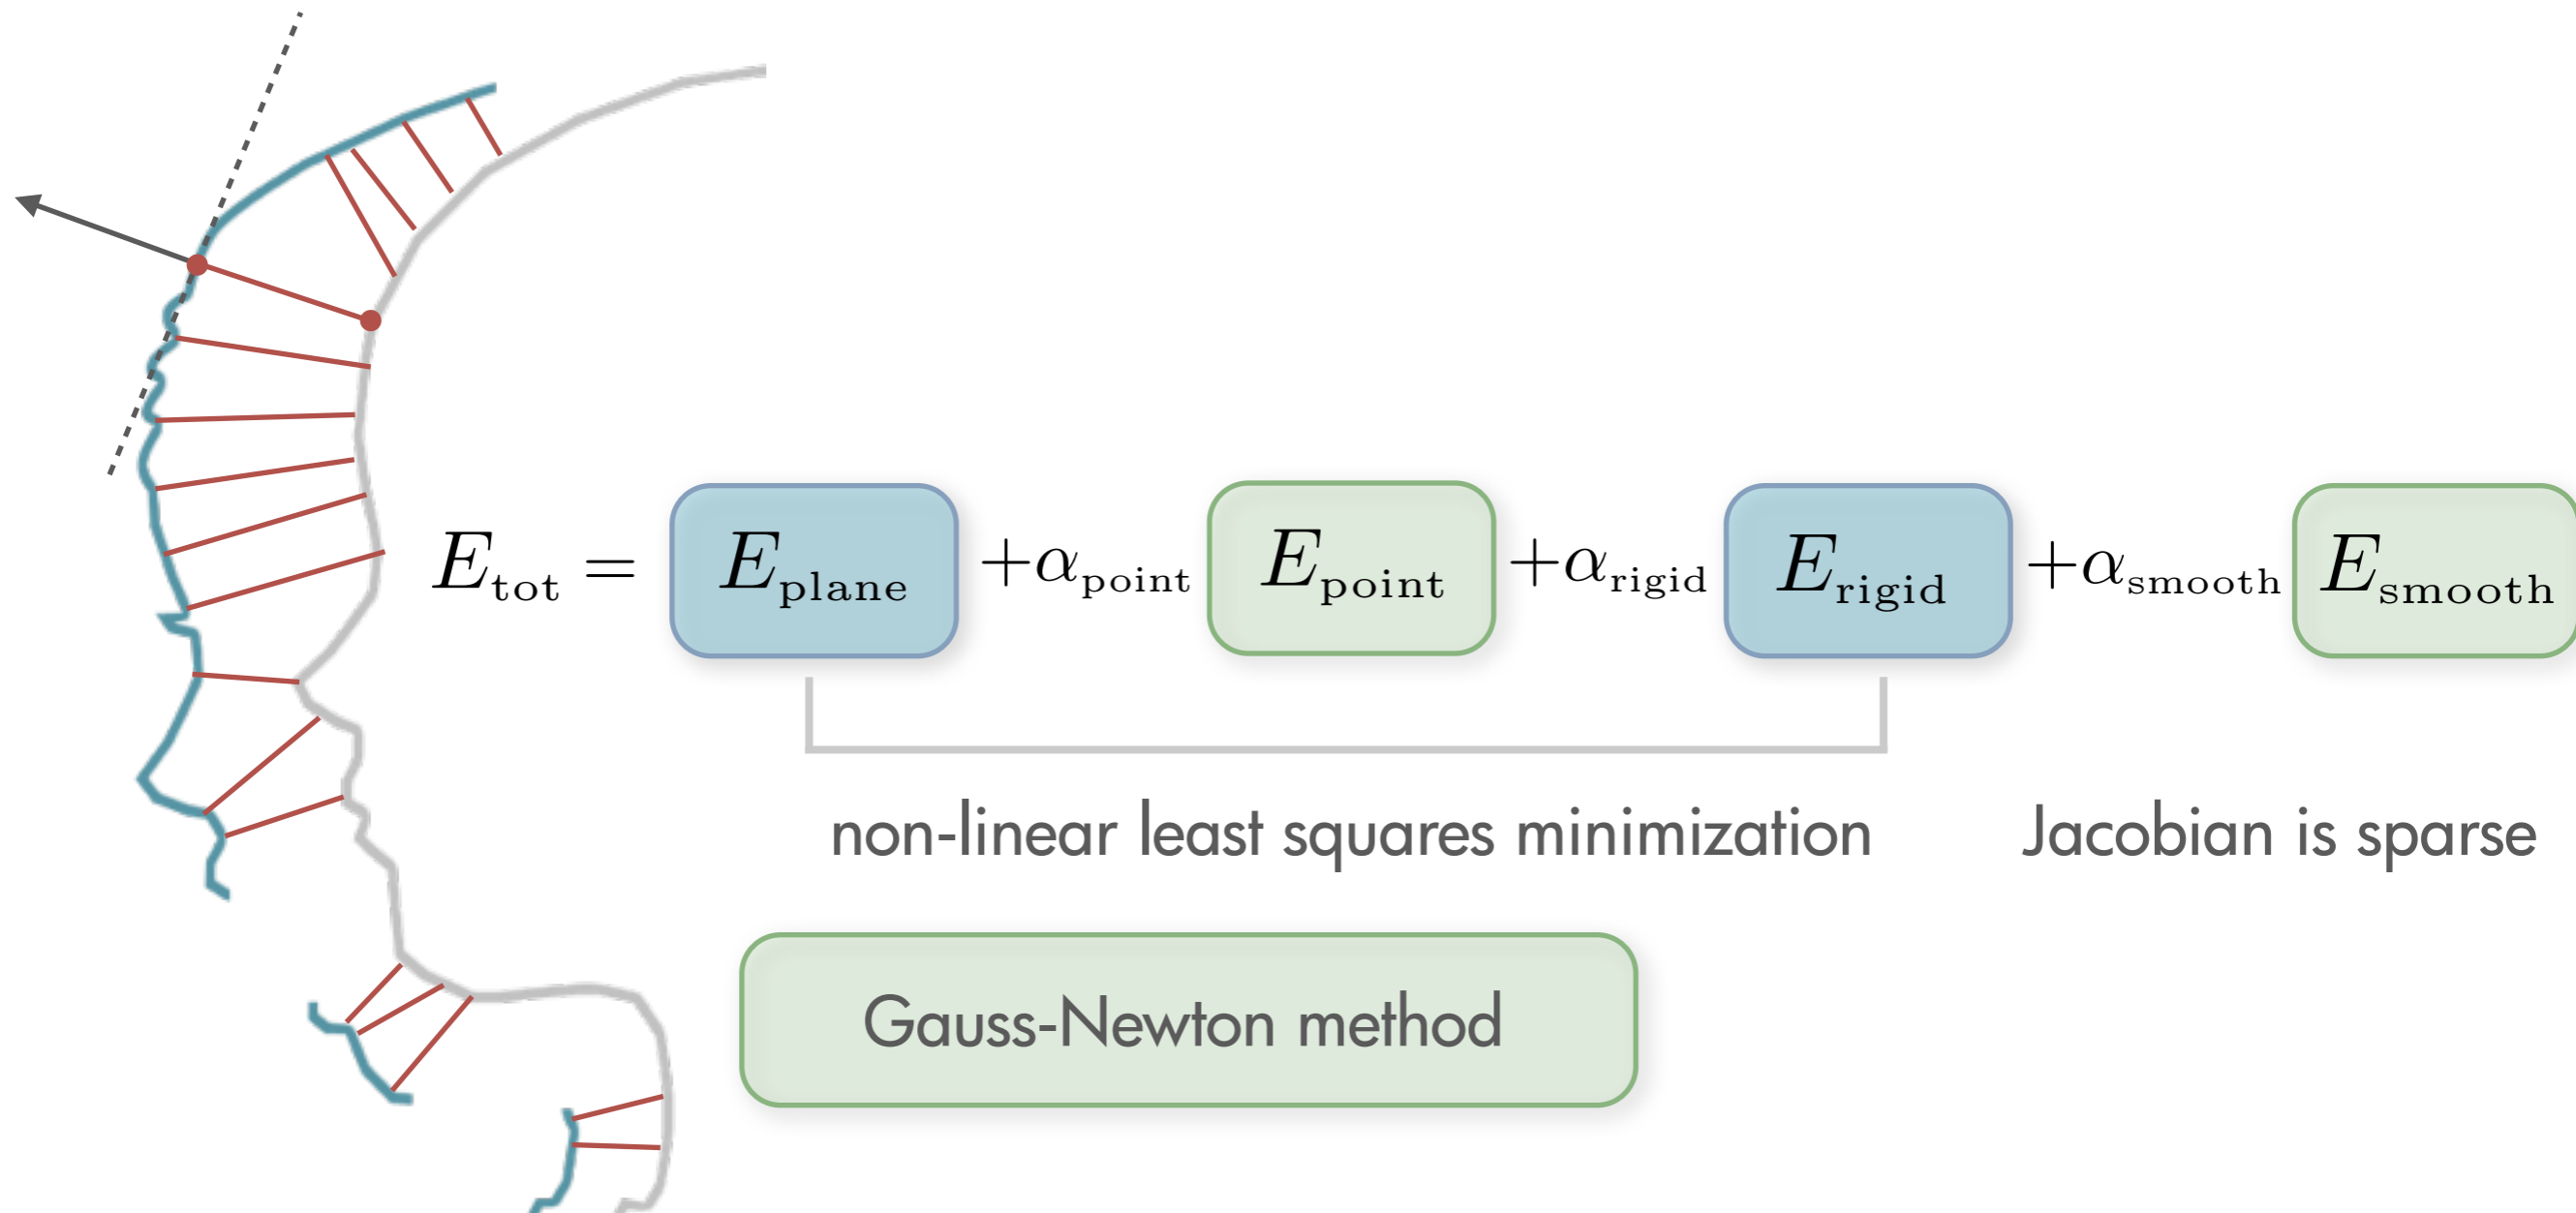 E_tot = E_plane +α_point E_point +α_rigid E_rigid +α_smooth E_smooth
non-linear least squares minimization
Jacobian is sparse
Gauss-Newton method